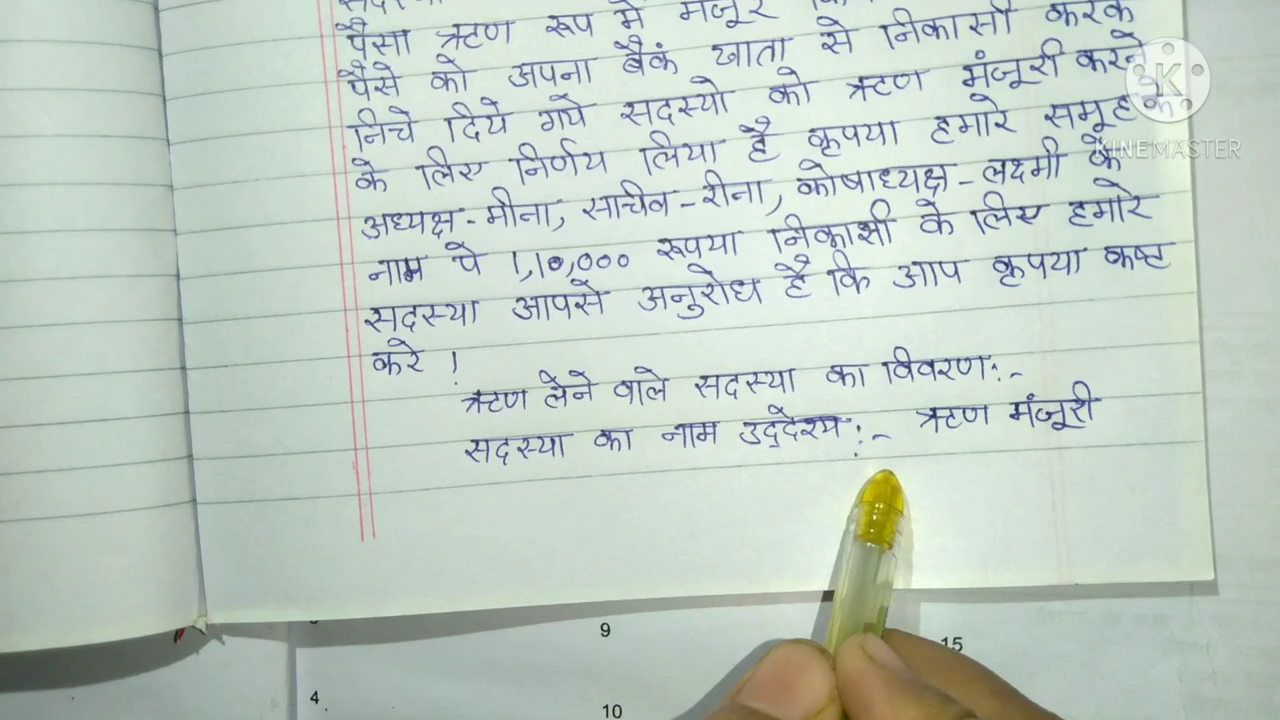 पैसा ऋण रूप में मंजूर
पैसे को अपना बैंक खाता से निकासी करके
निचे दिये गये सदस्यो को ऋण मंजूरी करने
के लिए निर्णय लिया है कृपया हमारे समूह के
अध्यक्ष-मीना, सचिव-रीना, कोषाध्यक्ष-लक्ष्मी के
नाम पे 1,10,000 रूपया निकासी के लिए हमारे
सदस्या आपसे अनुरोध है कि आप कृपया कष्ट
करे !
ऋण लेने वाले सदस्या का विवरण:-
सदस्या का नाम उद्देश्य:- ऋण मंजूरी
KINEMASTER
K
9
15
4
10